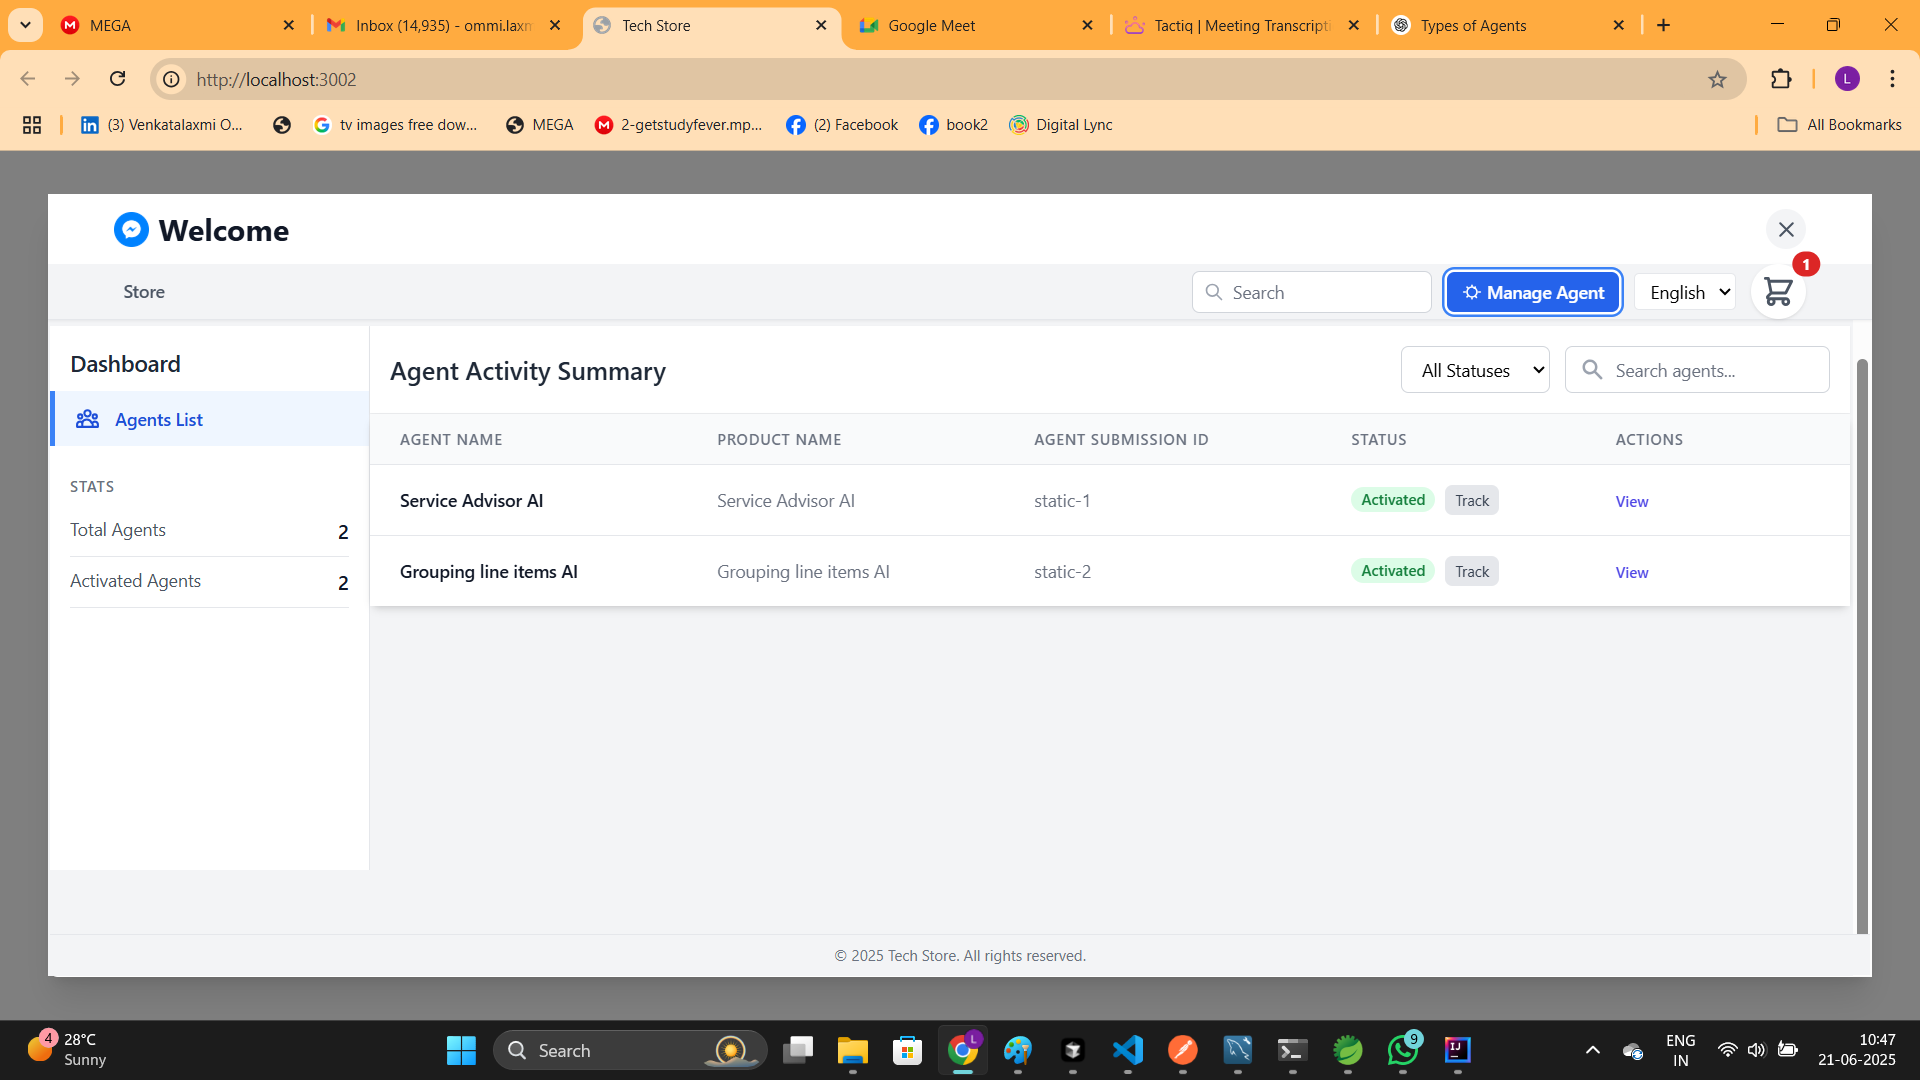 MEGA
Inbox (14,935) - ommi.laxm
Tech Store
Google Meet
Tactiq | Meeting Transcripti
Types of Agents
http://localhost:3002
L
(3) Venkatalaxmi O...
tv images free dow...
MEGA
2-getstudyfever.mp...
(2) Facebook
book2
Digital Lync
All Bookmarks
Welcome
1
Store
Search
Manage Agent
English
Dashboard
Agents List
STATS
Total Agents 2
Activated Agents 2
Agent Activity Summary
All Statuses
Search agents...
AGENT NAME PRODUCT NAME AGENT SUBMISSION ID STATUS ACTIONS
Service Advisor AI Service Advisor AI static-1 Activated Track View
Grouping line items AI Grouping line items AI static-2 Activated Track View
© 2025 Tech Store. All rights reserved.
4
28°C
Sunny
Search
L
9
ENG
IN
10:47
21-06-2025